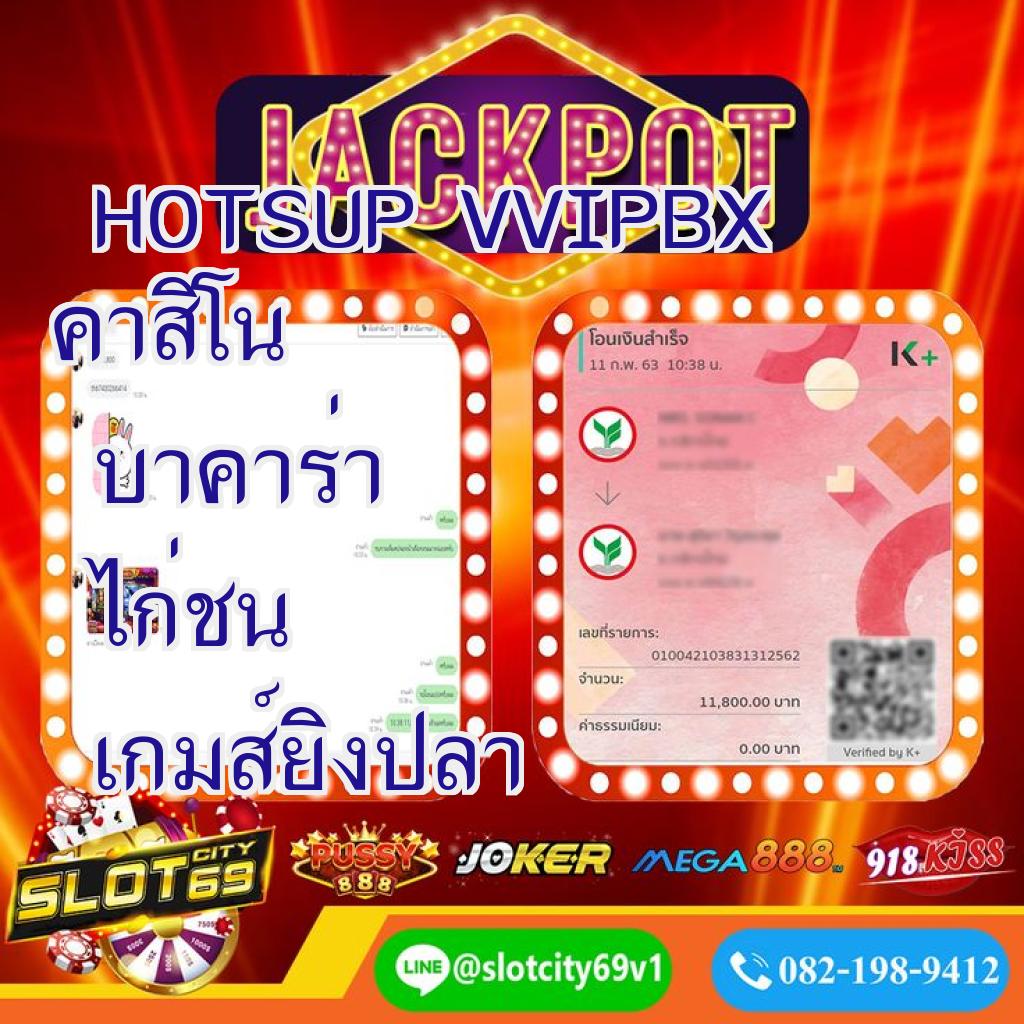 JACKPOT
HOTSUP VVIPBX
คาสิโน
บาคาร่า
ไก่ชน
เกมส์ยิงปลา
โอนเงินสำเร็จ
11 ก.พ. 63 10:38 น.
K+
เลขที่รายการ:
010042103831312562
จำนวน:
11,800.00 บาท
ค่าธรรมเนียม:
0.00 บาท
Verified by K+
SLOT CITY 69
PUSSY 888
JOKER
MEGA888
918KISS
LINE @slotcity69v1
082-198-9412